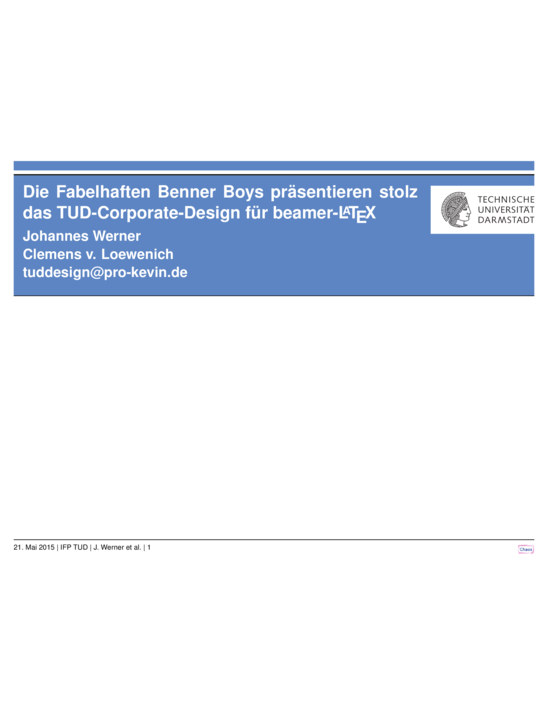 Die Fabelhaften Benner Boys präsentieren stolz
das TUD-Corporate-Design für beamer-LATEX
Johannes Werner
Clemens v. Loewenich
tuddesign@pro-kevin.de
TECHNISCHE
UNIVERSITÄT
DARMSTADT
21. Mai 2015 | IFP TUD | J. Werner et al. | 1
Chaos